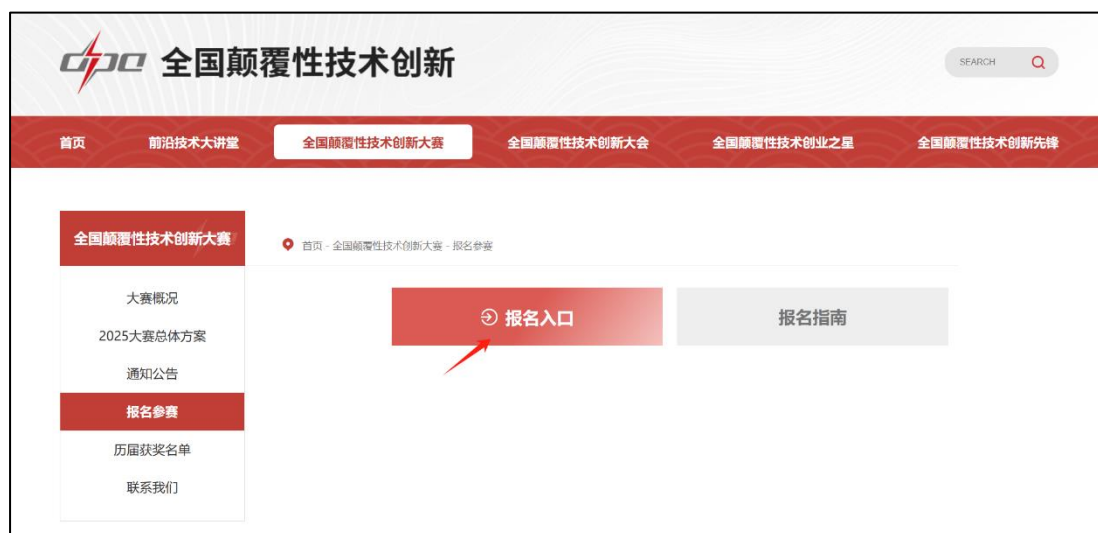 dpc 全国颠覆性技术创新
SEARCH
首页 前沿技术大讲堂 全国颠覆性技术创新大赛 全国颠覆性技术创新大会 全国颠覆性技术创业之星 全国颠覆性技术创新先锋
全国颠覆性技术创新大赛
首页 - 全国颠覆性技术创新大赛 - 报名参赛
大赛概况
2025大赛总体方案
通知公告
报名参赛
历届获奖名单
联系我们
报名入口
报名指南